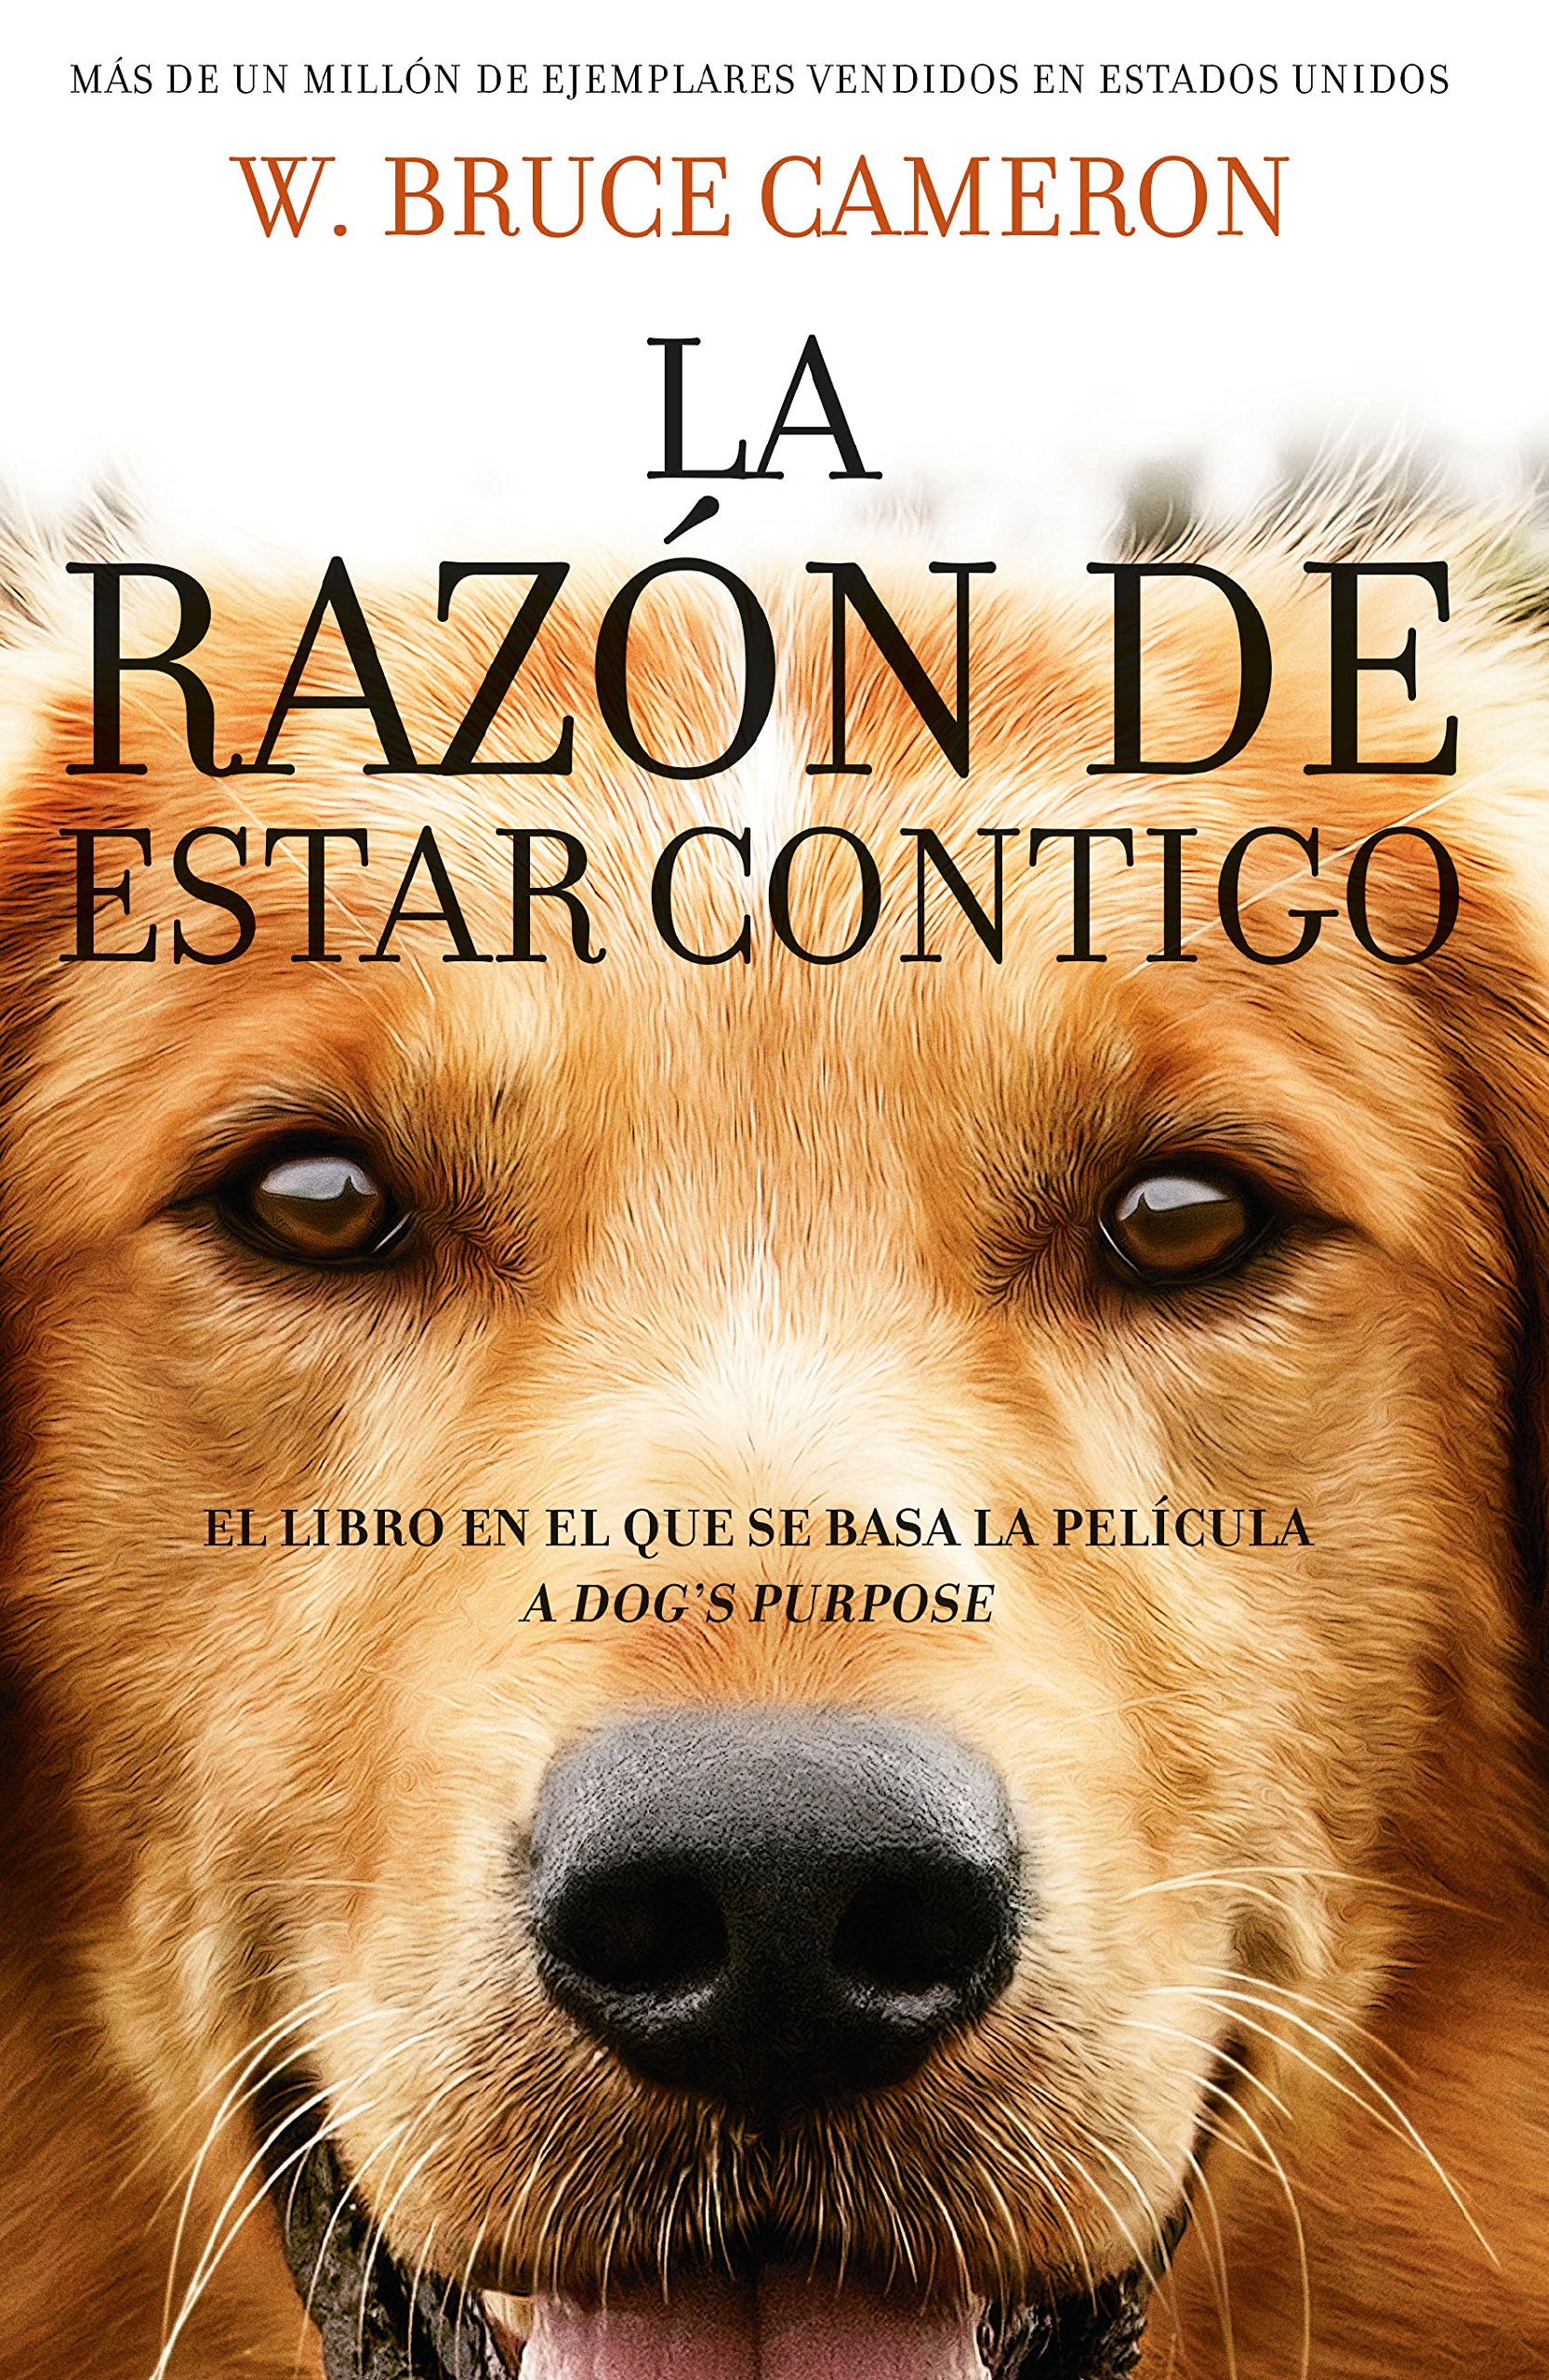 MÁS DE UN MILLÓN DE EJEMPLARES VENDIDOS EN ESTADOS UNIDOS
W. BRUCE CAMERON
LA
RAZÓN DE
ESTAR CONTIGO
EL LIBRO EN EL QUE SE BASA LA PELÍCULA
A DOG'S PURPOSE